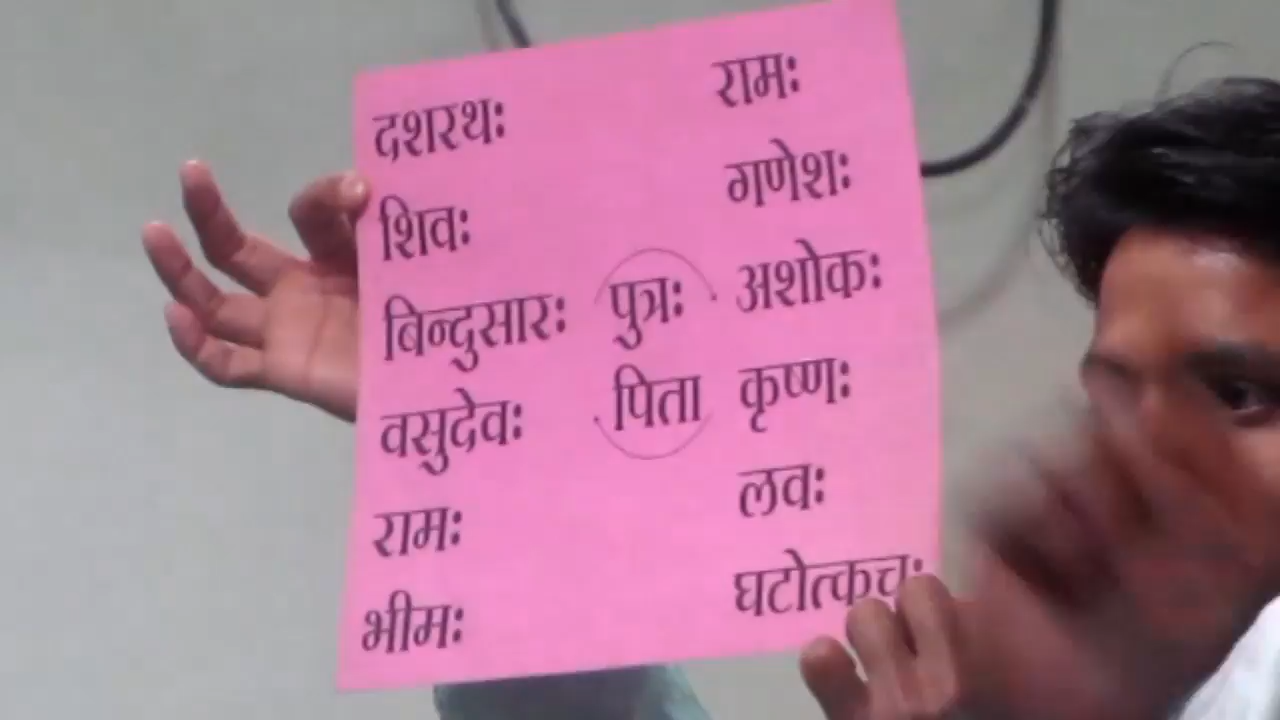 दशरथः रामः
शिवः गणेशः
बिन्दुसारः पुत्रः अशोकः
वसुदेवः पिता कृष्णः
रामः लवः
भीमः घटोत्कचः